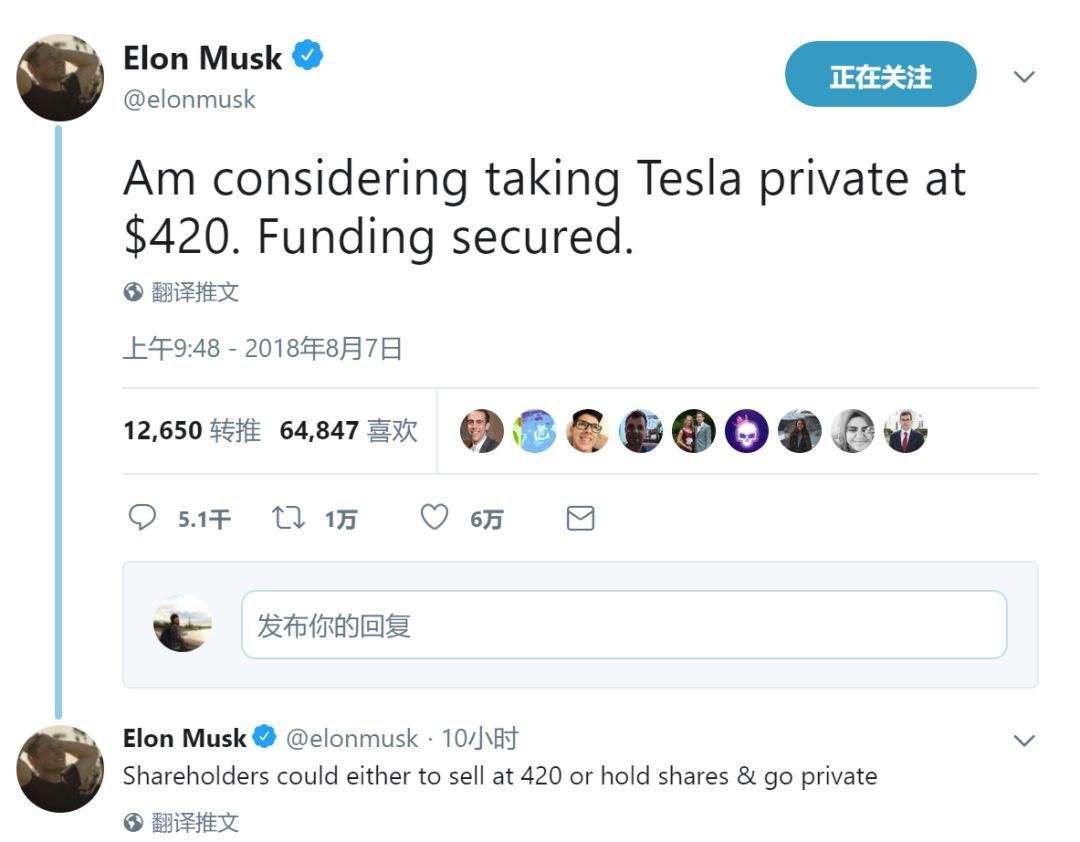 Elon Musk
@elonmusk
正在关注
Am considering taking Tesla private at
$420. Funding secured.
翻译推文
上午9:48 - 2018年8月7日
12,650 转推 64,847 喜欢
5.1千 1万 6万
发布你的回复
Elon Musk @elonmusk · 10小时
Shareholders could either to sell at 420 or hold shares & go private
翻译推文